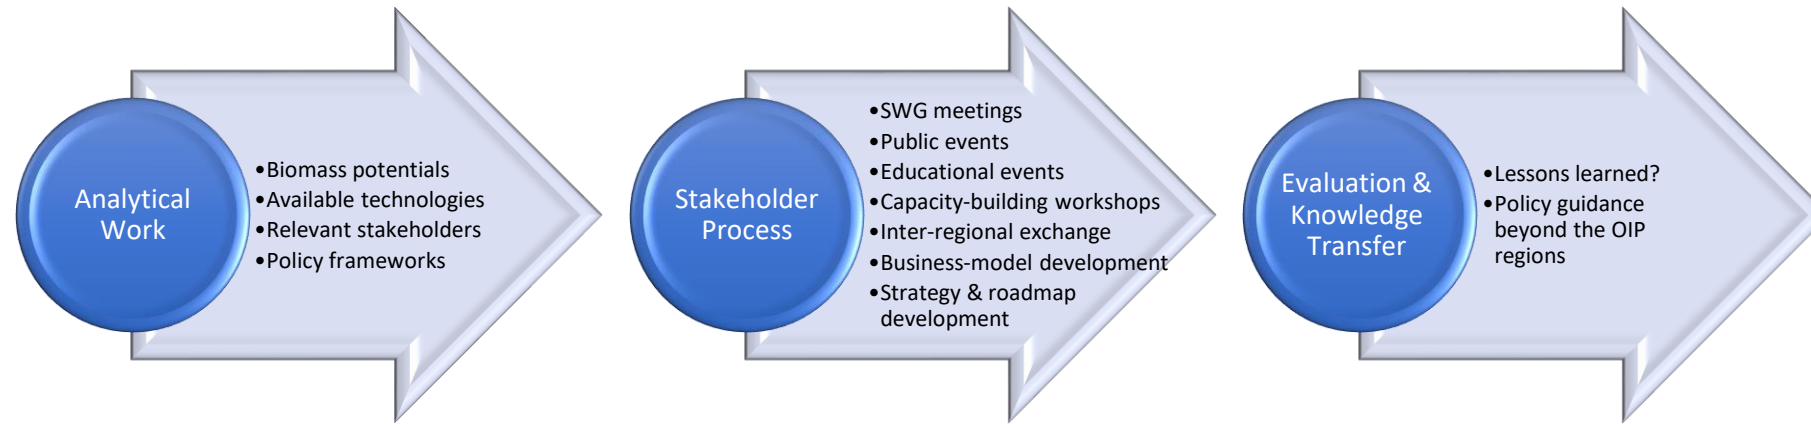 Analytical
Work
•Biomass potentials
•Available technologies
•Relevant stakeholders
•Policy frameworks
Stakeholder
Process
•SWG meetings
•Public events
•Educational events
•Capacity-building workshops
•Inter-regional exchange
•Business-model development
•Strategy & roadmap
development
Evaluation &
Knowledge
Transfer
•Lessons learned?
•Policy guidance
beyond the OIP
regions